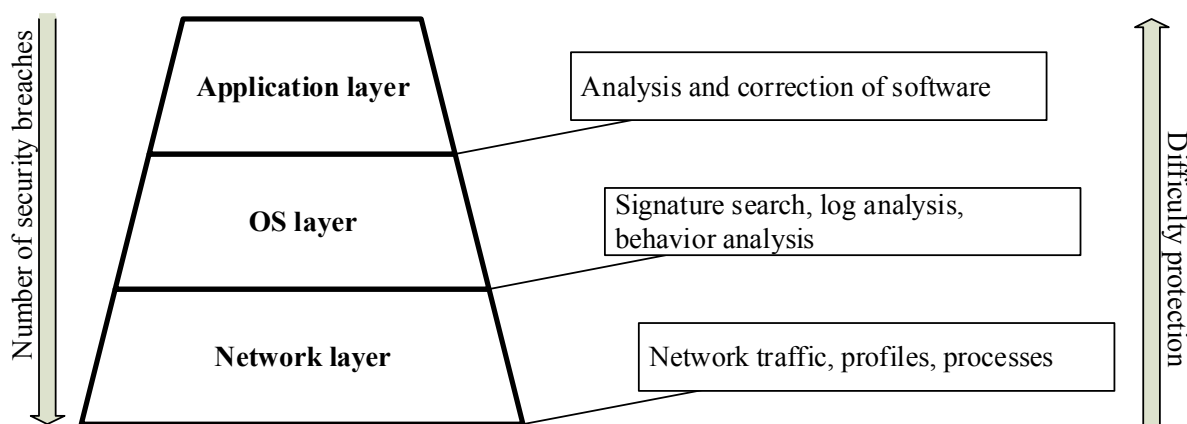 Number of security breaches
Application layer
Analysis and correction of software
OS layer
Signature search, log analysis,
behavior analysis
Network layer
Network traffic, profiles, processes
Difficulty protection